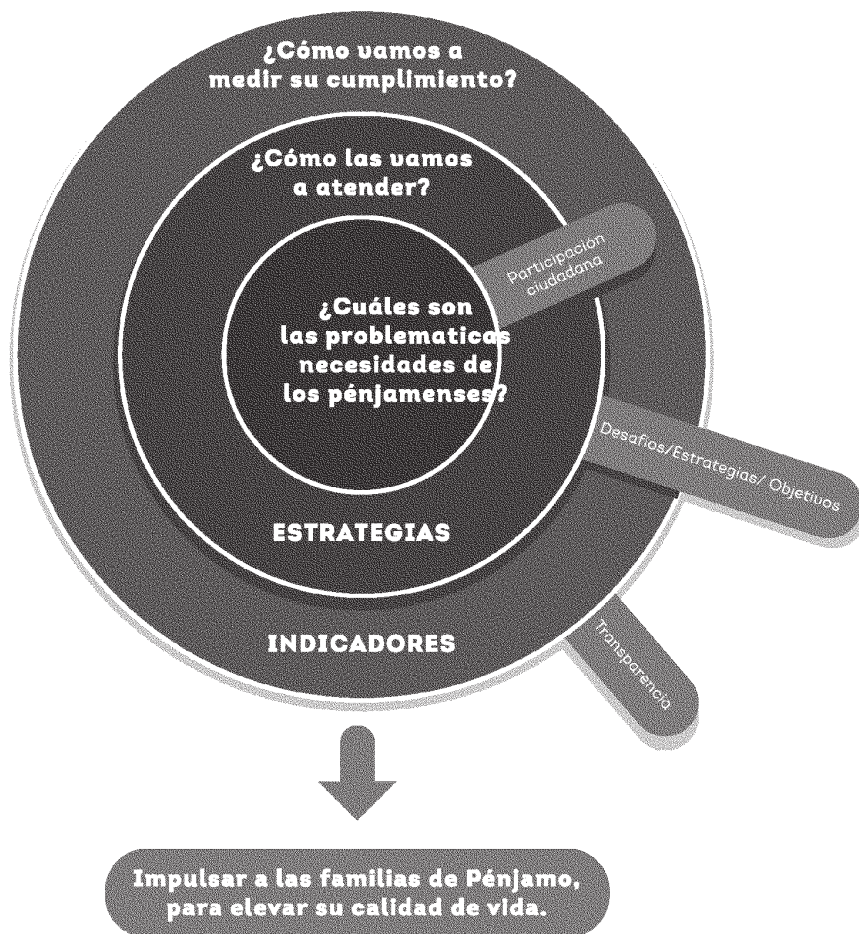 ¿Cómo vamos a
medir su cumplimiento?
¿Cómo las vamos
a atender?
Participación
ciudadana
¿Cuáles son
las problematicas
necesidades de
los pénjamenses?
Desafíos/Estrategias/ Objetivos
ESTRATEGIAS
INDICADORES
Transparencia
Impulsar a las familias de Pénjamo,
para elevar su calidad de vida.